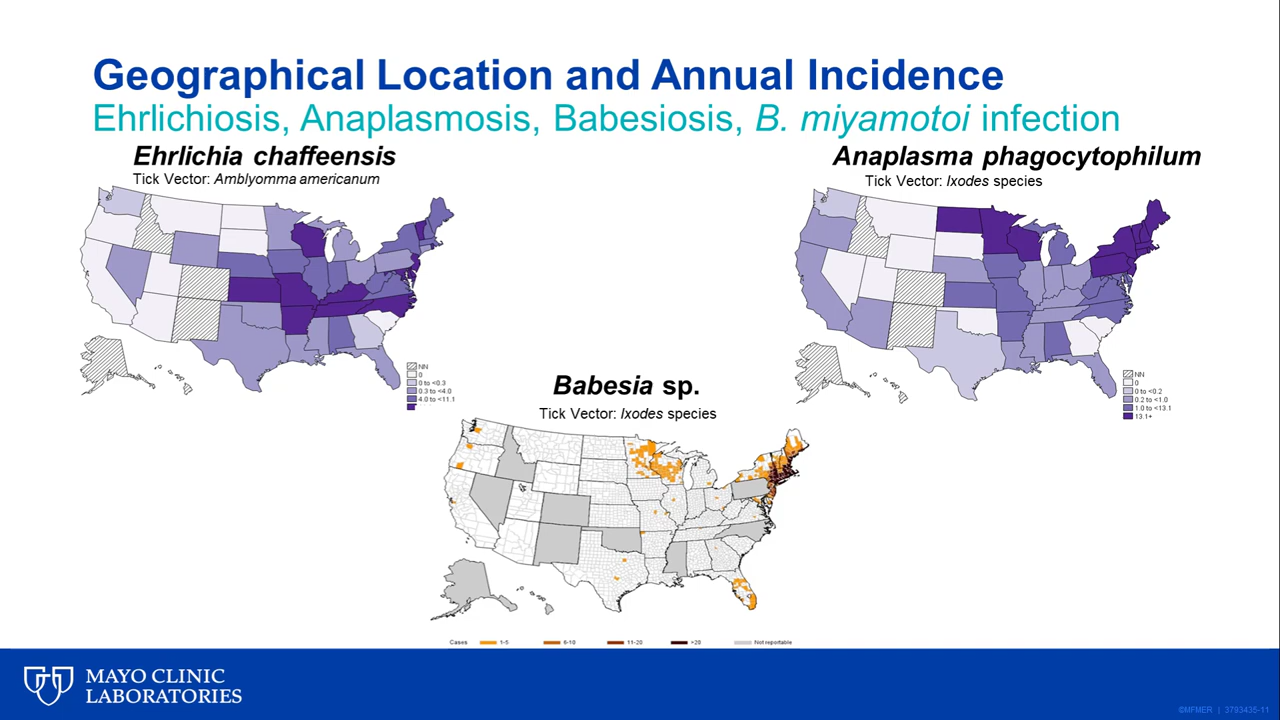 Geographical Location and Annual Incidence
Ehrlichiosis, Anaplasmosis, Babesiosis, B. miyamotoi infection
Ehrlichia chaffeensis
Tick Vector: Amblyomma americanum
NN
0
0 to <0.3
0.3 to <4.0
4.0 to <11.1
Anaplasma phagocytophilum
Tick Vector: Ixodes species
NN
0
0 to <0.2
0.2 to <1.0
1.0 to <13.1
13.1+
Babesia sp.
Tick Vector: Ixodes species
Cases 1-5 6-10 11-20 >20 Not reportable
MAYO CLINIC
LABORATORIES
©MFMER | 3793435-11